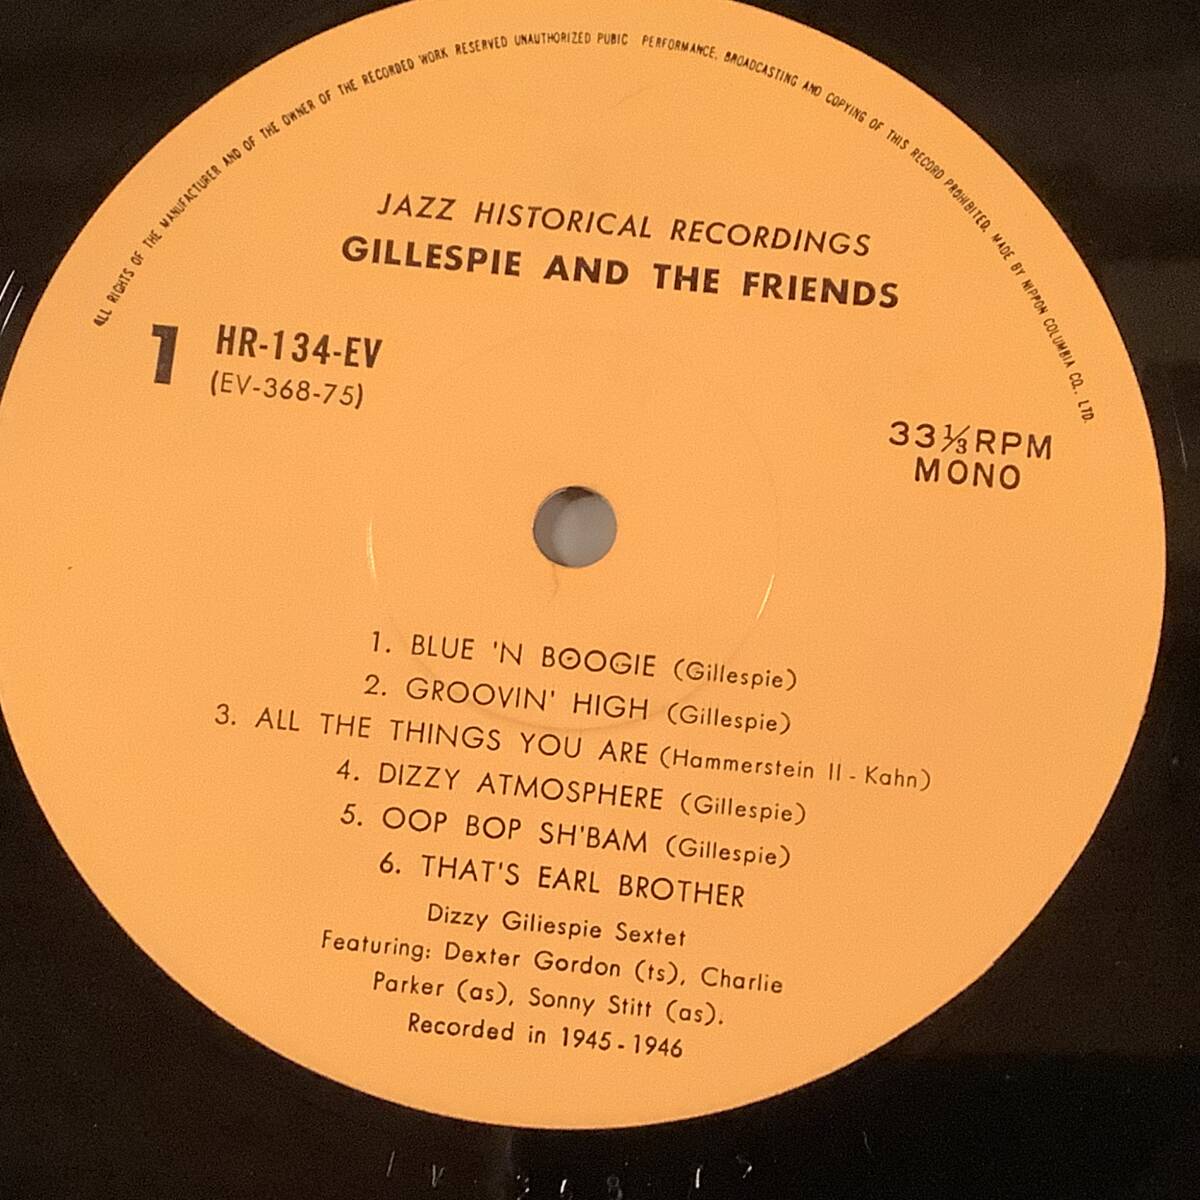 ALL RIGHTS OF THE MANUFACTURER AND OF THE OWNER OF THE RECORDED WORK RESERVED UNAUTHORIZED PUBIC PERFORMANCE, BROADCASTING AND COPYING OF THIS RECORD PROHIBITED. MADE BY NIPPON COLUMBIA CO., LTD.
JAZZ HISTORICAL RECORDINGS
GILLESPIE AND THE FRIENDS
1 HR-134-EV
(EV-368-75)
33 1/3 RPM
MONO
1. BLUE 'N BOOGIE (Gillespie)
2. GROOVIN' HIGH (Gillespie)
3. ALL THE THINGS YOU ARE (Hammerstein II - Kahn)
4. DIZZY ATMOSPHERE (Gillespie)
5. OOP BOP SH'BAM (Gillespie)
6. THAT'S EARL BROTHER
Dizzy Giliespie Sextet
Featuring: Dexter Gordon (ts), Charlie
Parker (as), Sonny Stitt (as).
Recorded in 1945-1946